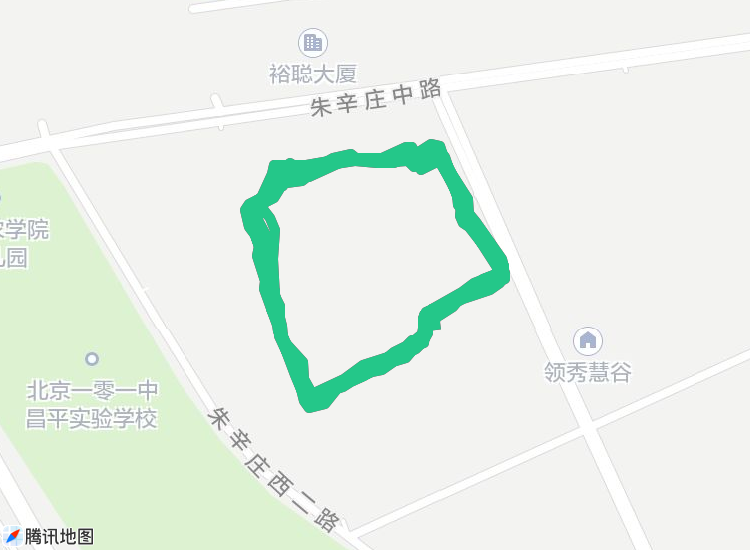 裕聪大厦
朱辛庄中路
农学院
儿园
领秀慧谷
北京一零一中
昌平实验学校
朱辛庄西二路
腾讯地图